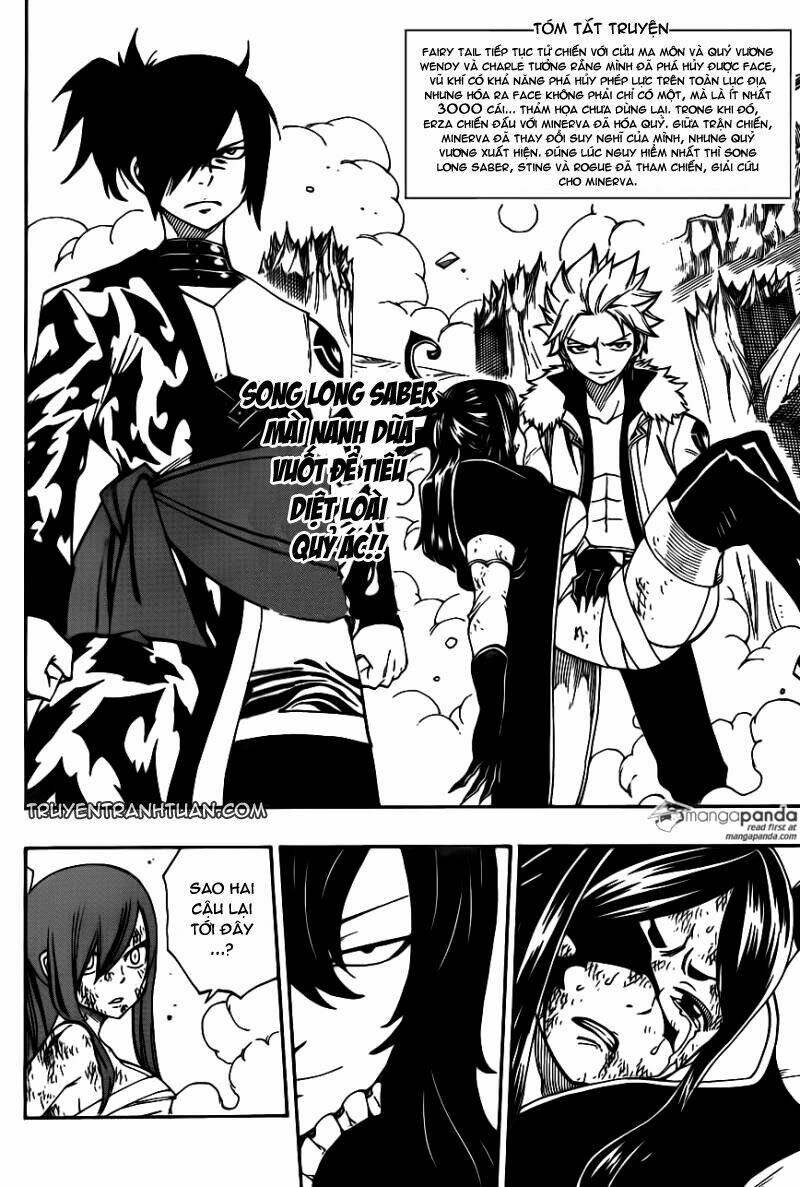 TÓM TẮT TRUYỆN
FAIRY TAIL TIẾP TỤC TỬ CHIẾN VỚI CỬU MA MÔN VÀ QUỶ VƯƠNG
WENDY VÀ CHARLE TƯỞNG RẰNG MÌNH ĐÃ PHÁ HỦY ĐƯỢC FACE,
VŨ KHÍ CÓ KHẢ NĂNG PHÁ HỦY PHÉP LỰC TRÊN TOÀN LỤC ĐỊA
NHƯNG HÓA RA FACE KHÔNG PHẢI CHỈ CÓ MỘT, MÀ LÀ ÍT NHẤT
3000 CÁI... THẢM HỌA CHƯA DỪNG LẠI. TRONG KHI ĐÓ,
ERZA CHIẾN ĐẤU VỚI MINERVA ĐÃ HÓA QUỶ. GIỮA TRẬN CHIẾN,
MINERVA ĐÃ THAY ĐỔI SUY NGHĨ CỦA MÌNH, NHƯNG QUỶ
VƯƠNG XUẤT HIỆN. ĐÚNG LÚC NGUY HIỂM NHẤT THÌ SONG
LONG SABER, STING VÀ ROGUE ĐÃ THAM CHIẾN, GIẢI CỨU
CHO MINERVA.
SONG LONG SABER
MÀI NANH DŨA
VUỐT ĐỂ TIÊU
DIỆT LOÀI
QUỶ ÁC!!
TRUYENTRANHTUAN.COM
mangapanda
read first at
mangapanda.com
SAO HAI
CẬU LẠI
TỚI ĐÂY
...?